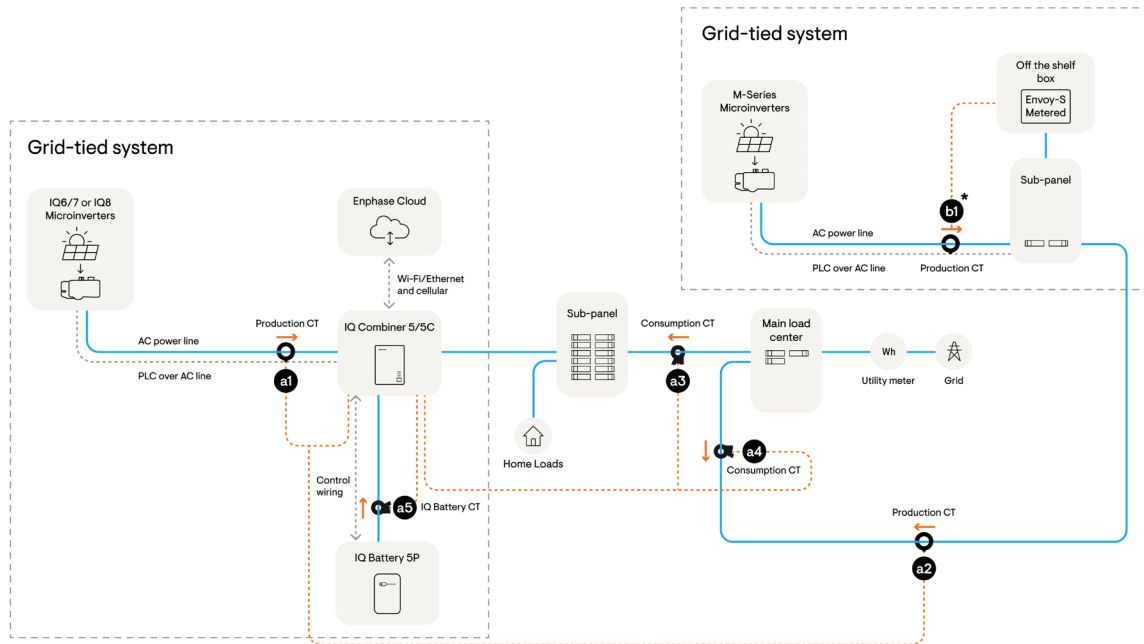 Grid-tied system
Off the shelf
box
Envoy-S
Metered
M-Series
Microinverters
Sub-panel
b1*
AC power line
PLC over AC line
Production CT
Grid-tied system
IQ6/7 or IQ8
Microinverters
Enphase Cloud
Wi-Fi/Ethernet
and cellular
Production CT
IQ Combiner 5/5C
AC power line
PLC over AC line
a1
Sub-panel
Consumption CT
a3
Main load
center
Wh
Utility meter
Grid
Home Loads
a4
Consumption CT
Control
wiring
a5
IQ Battery CT
IQ Battery 5P
Production CT
a2